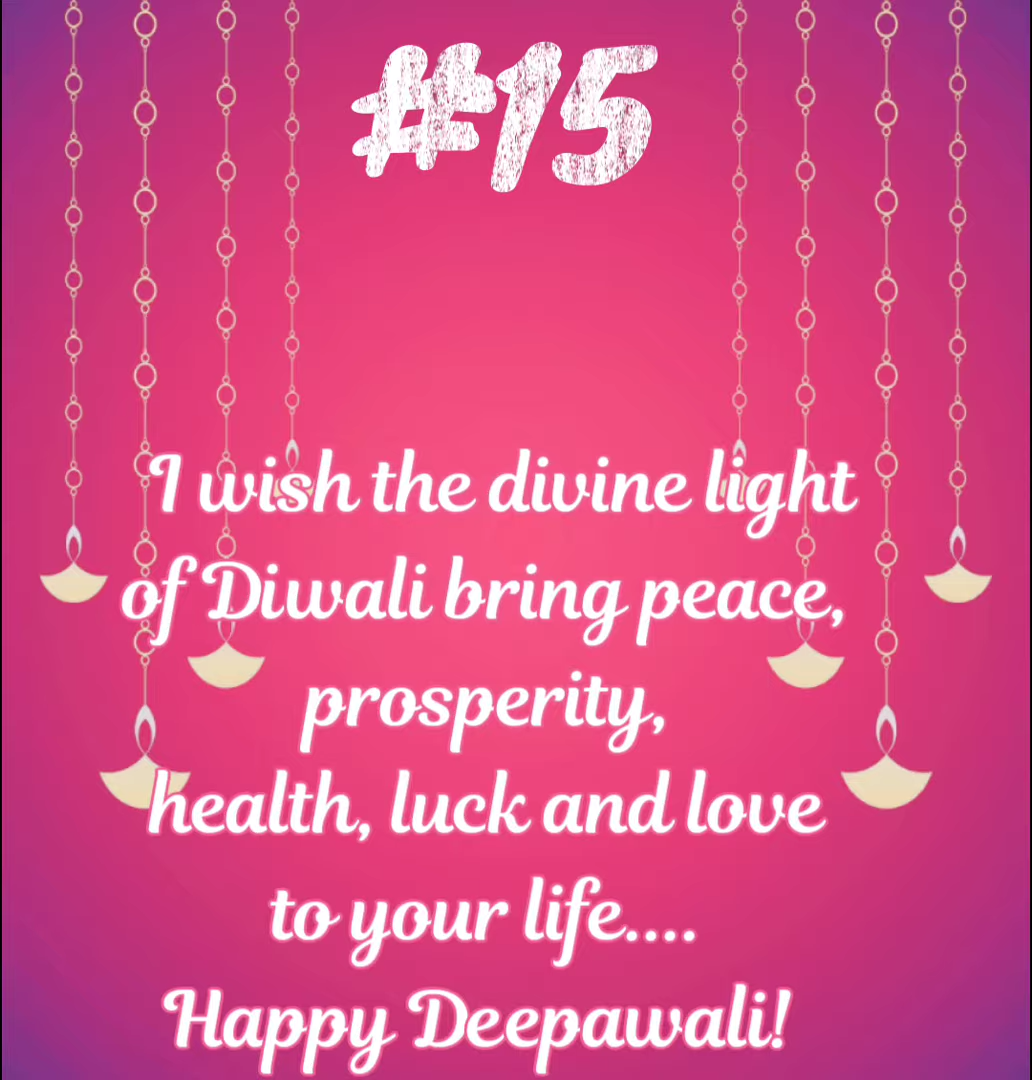 #15
I wish the divine light
of Diwali bring peace,
prosperity,
health, luck and love
to your life....
Happy Deepawali!